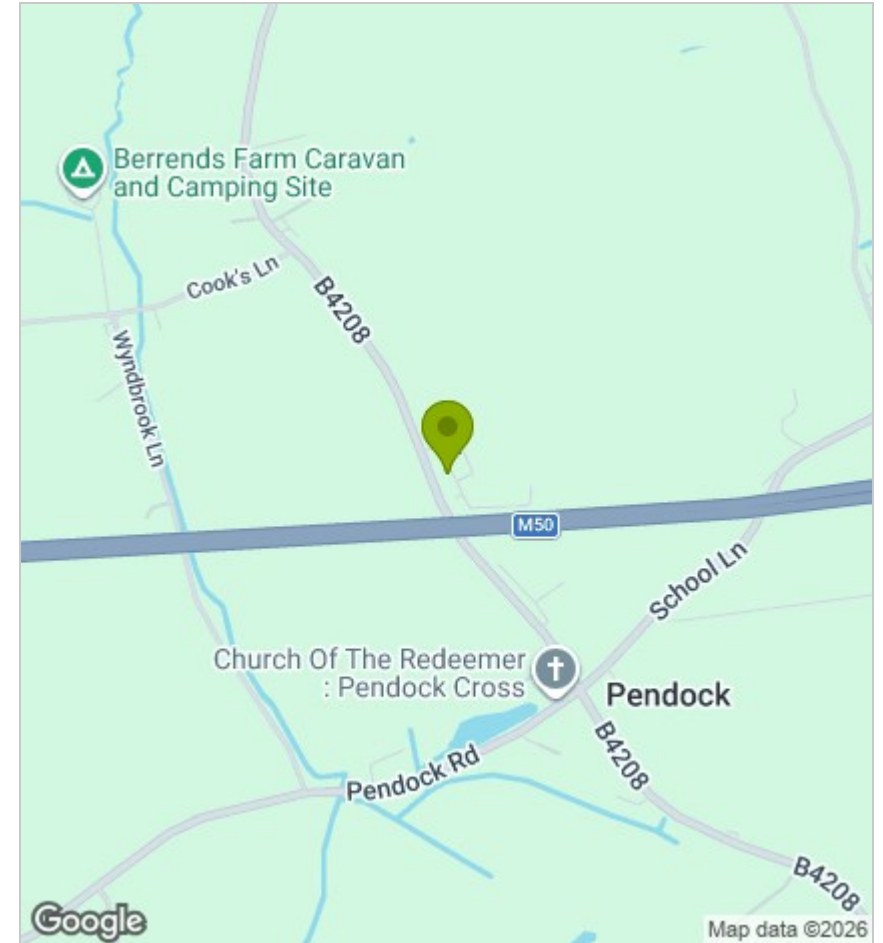 Berrends Farm Caravan
and Camping Site
Cook's Ln
B4208
Wyndbrook Ln
M50
School Ln
Church Of The Redeemer
: Pendock Cross
Pendock
B4208
Pendock Rd
B4208
Google
Map data ©2026